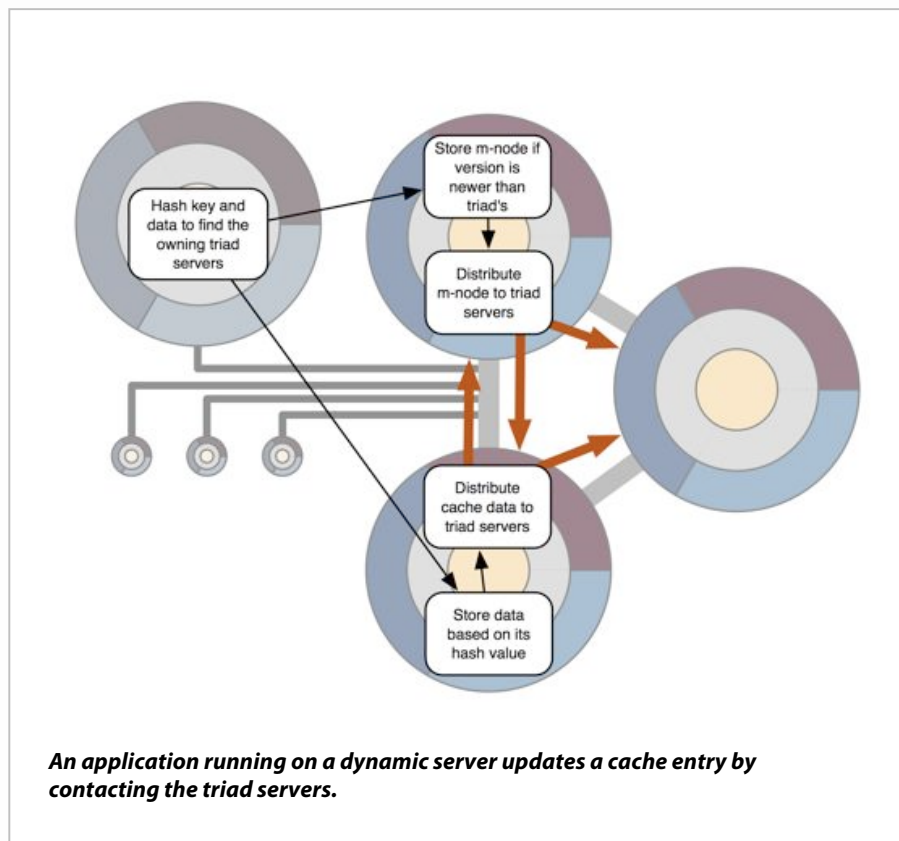 Hash key and
data to find the
owning triad
servers
Store m-node if
version is
newer than
triad's
Distribute
m-node to triad
servers
Distribute
cache data to
triad servers
Store data
based on its
hash value
An application running on a dynamic server updates a cache entry by
contacting the triad servers.